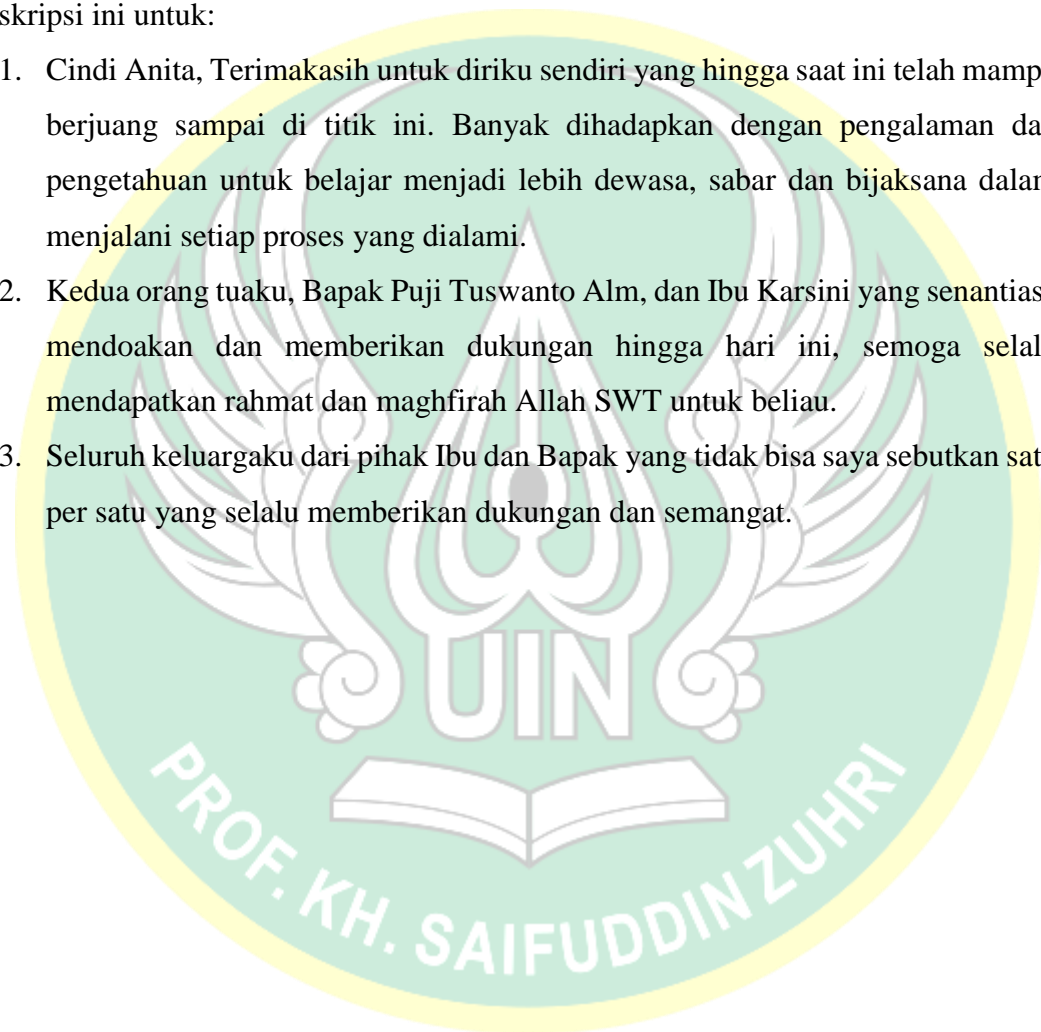 skripsi ini untuk:
1. Cindi Anita, Terimakasih untuk diriku sendiri yang hingga saat ini telah mamp
berjuang sampai di titik ini. Banyak dihadapkan dengan pengalaman da
pengetahuan untuk belajar menjadi lebih dewasa, sabar dan bijaksana dalam
menjalani setiap proses yang dialami.
2. Kedua orang tuaku, Bapak Puji Tuswanto Alm, dan Ibu Karsini yang senantias
mendoakan dan memberikan dukungan hingga hari ini, semoga selal
mendapatkan rahmat dan maghfirah Allah SWT untuk beliau.
3. Seluruh keluargaku dari pihak Ibu dan Bapak yang tidak bisa saya sebutkan sat
per satu yang selalu memberikan dukungan dan semangat.
UIN
PROF. KH. SAIFUDDIN ZUHRI